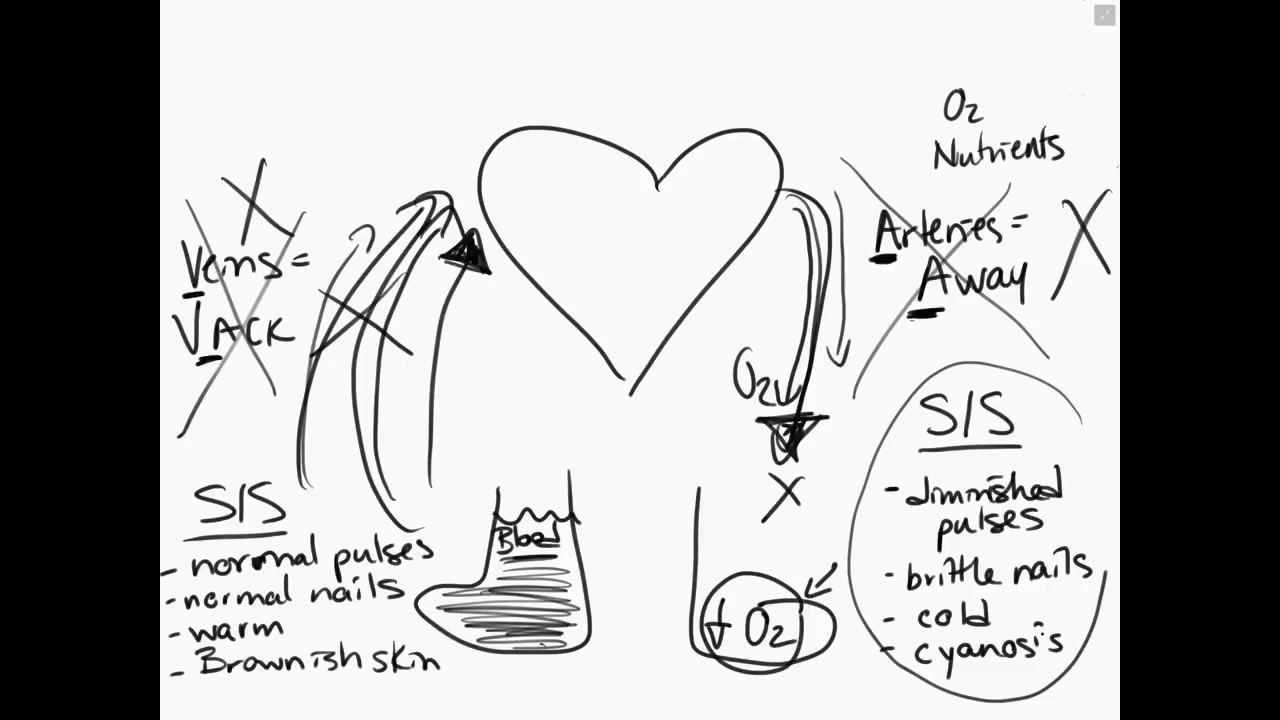 O₂
Nutrients
X
Veins =
VACK
Arteries =
Away
X
O₂
S/S
- diminished
pulses
- brittle nails
- cold
- cyanosis
S/S
- normal pulses
- normal nails
- warm
- Brownish skin
Blood
X
↓ O₂